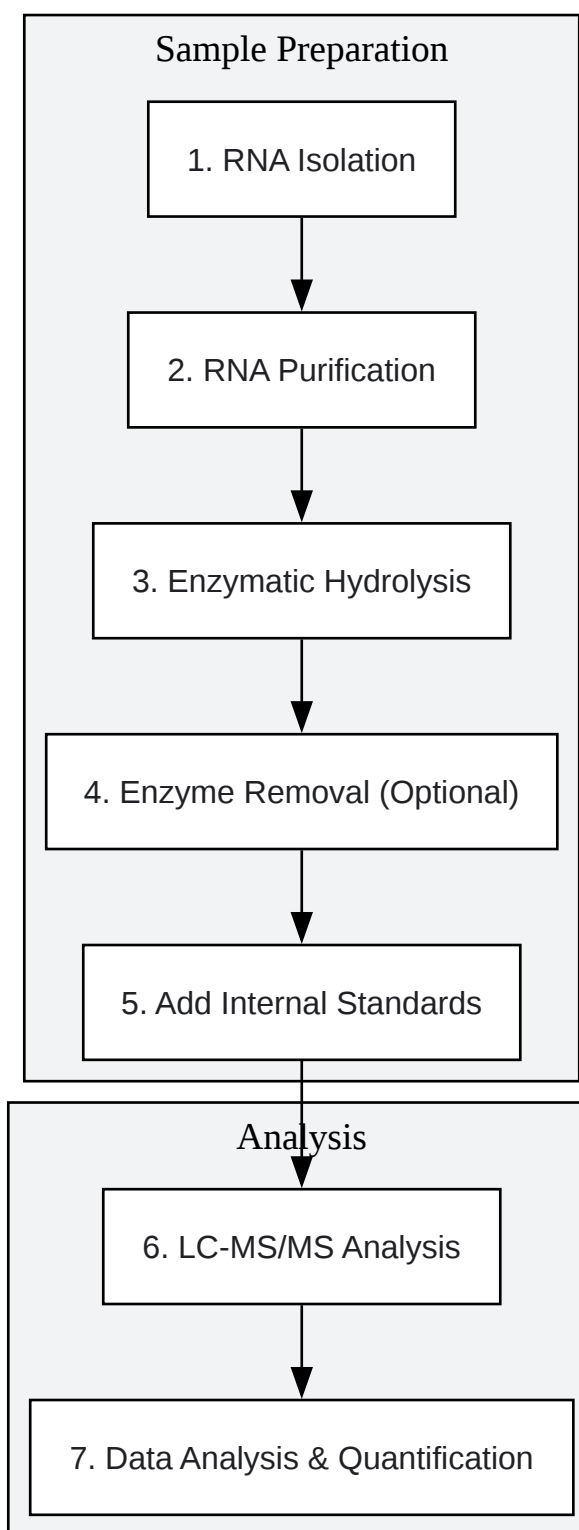 Sample Preparation
1. RNA Isolation
2. RNA Purification
3. Enzymatic Hydrolysis
4. Enzyme Removal (Optional)
5. Add Internal Standards
Analysis
6. LC-MS/MS Analysis
7. Data Analysis & Quantification